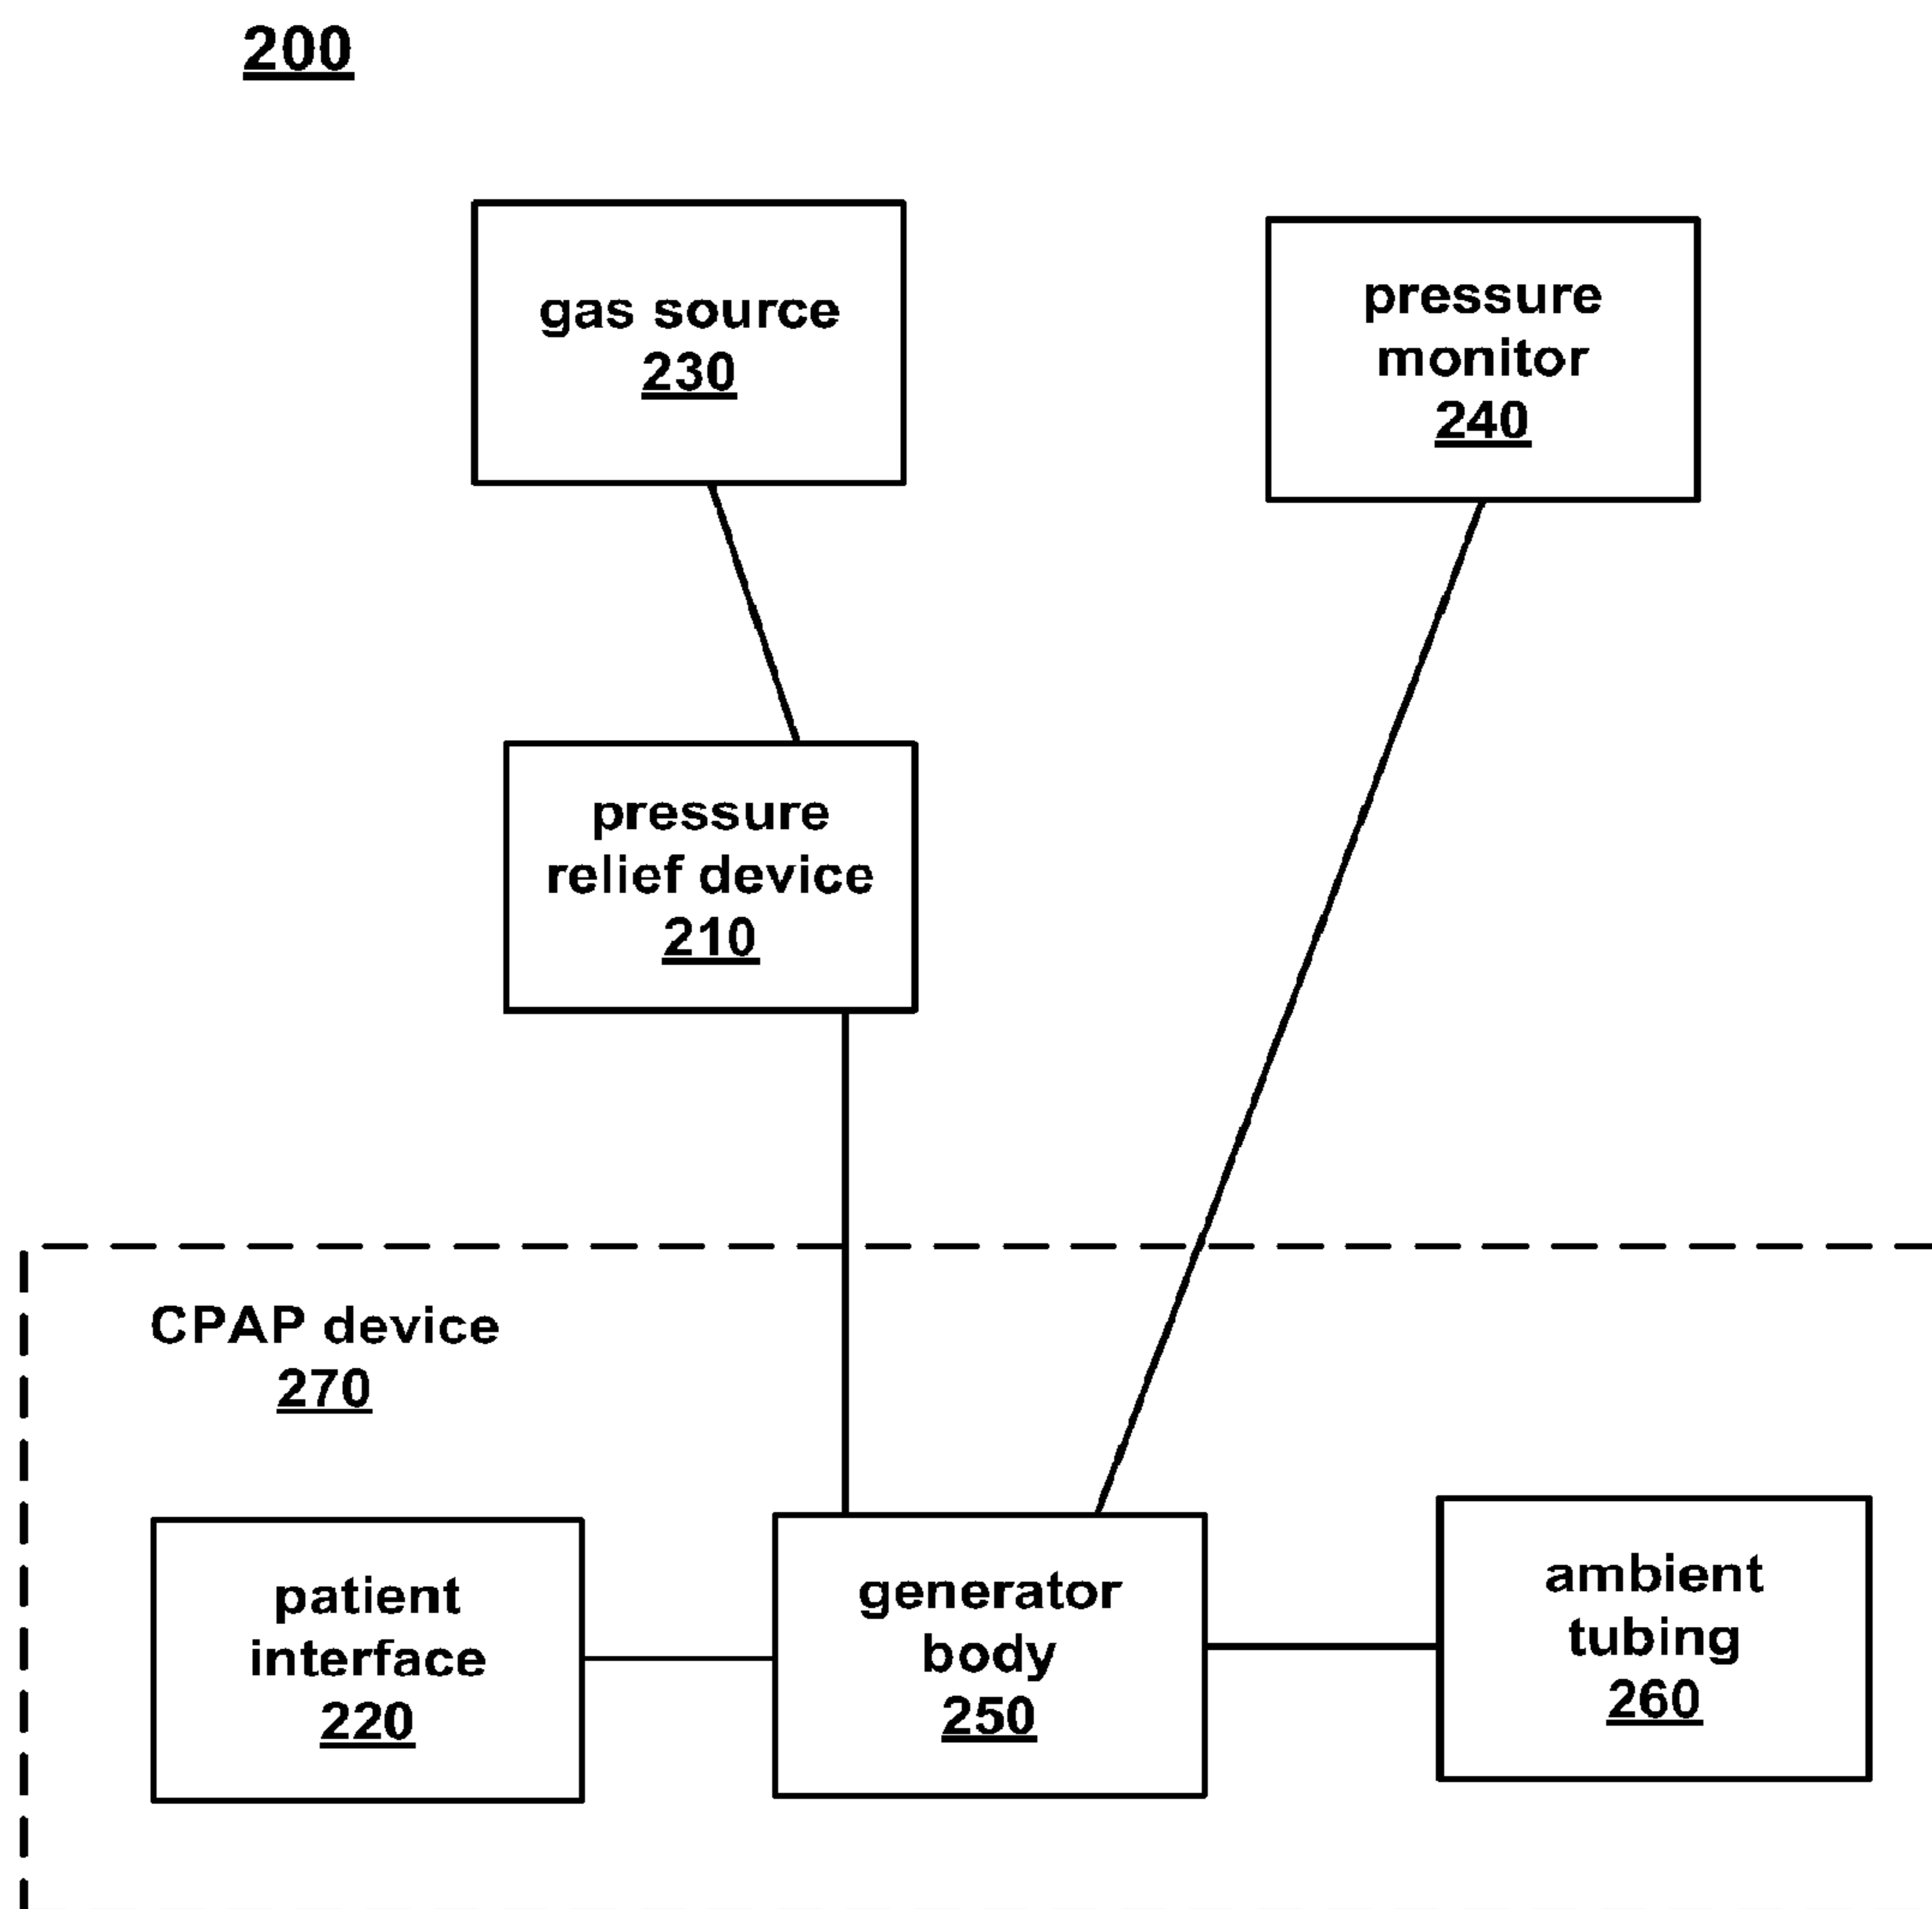 200
gas source
230
pressure
monitor
240
pressure
relief device
210
CPAP device
270
patient
interface
220
generator
body
250
ambient
tubing
260